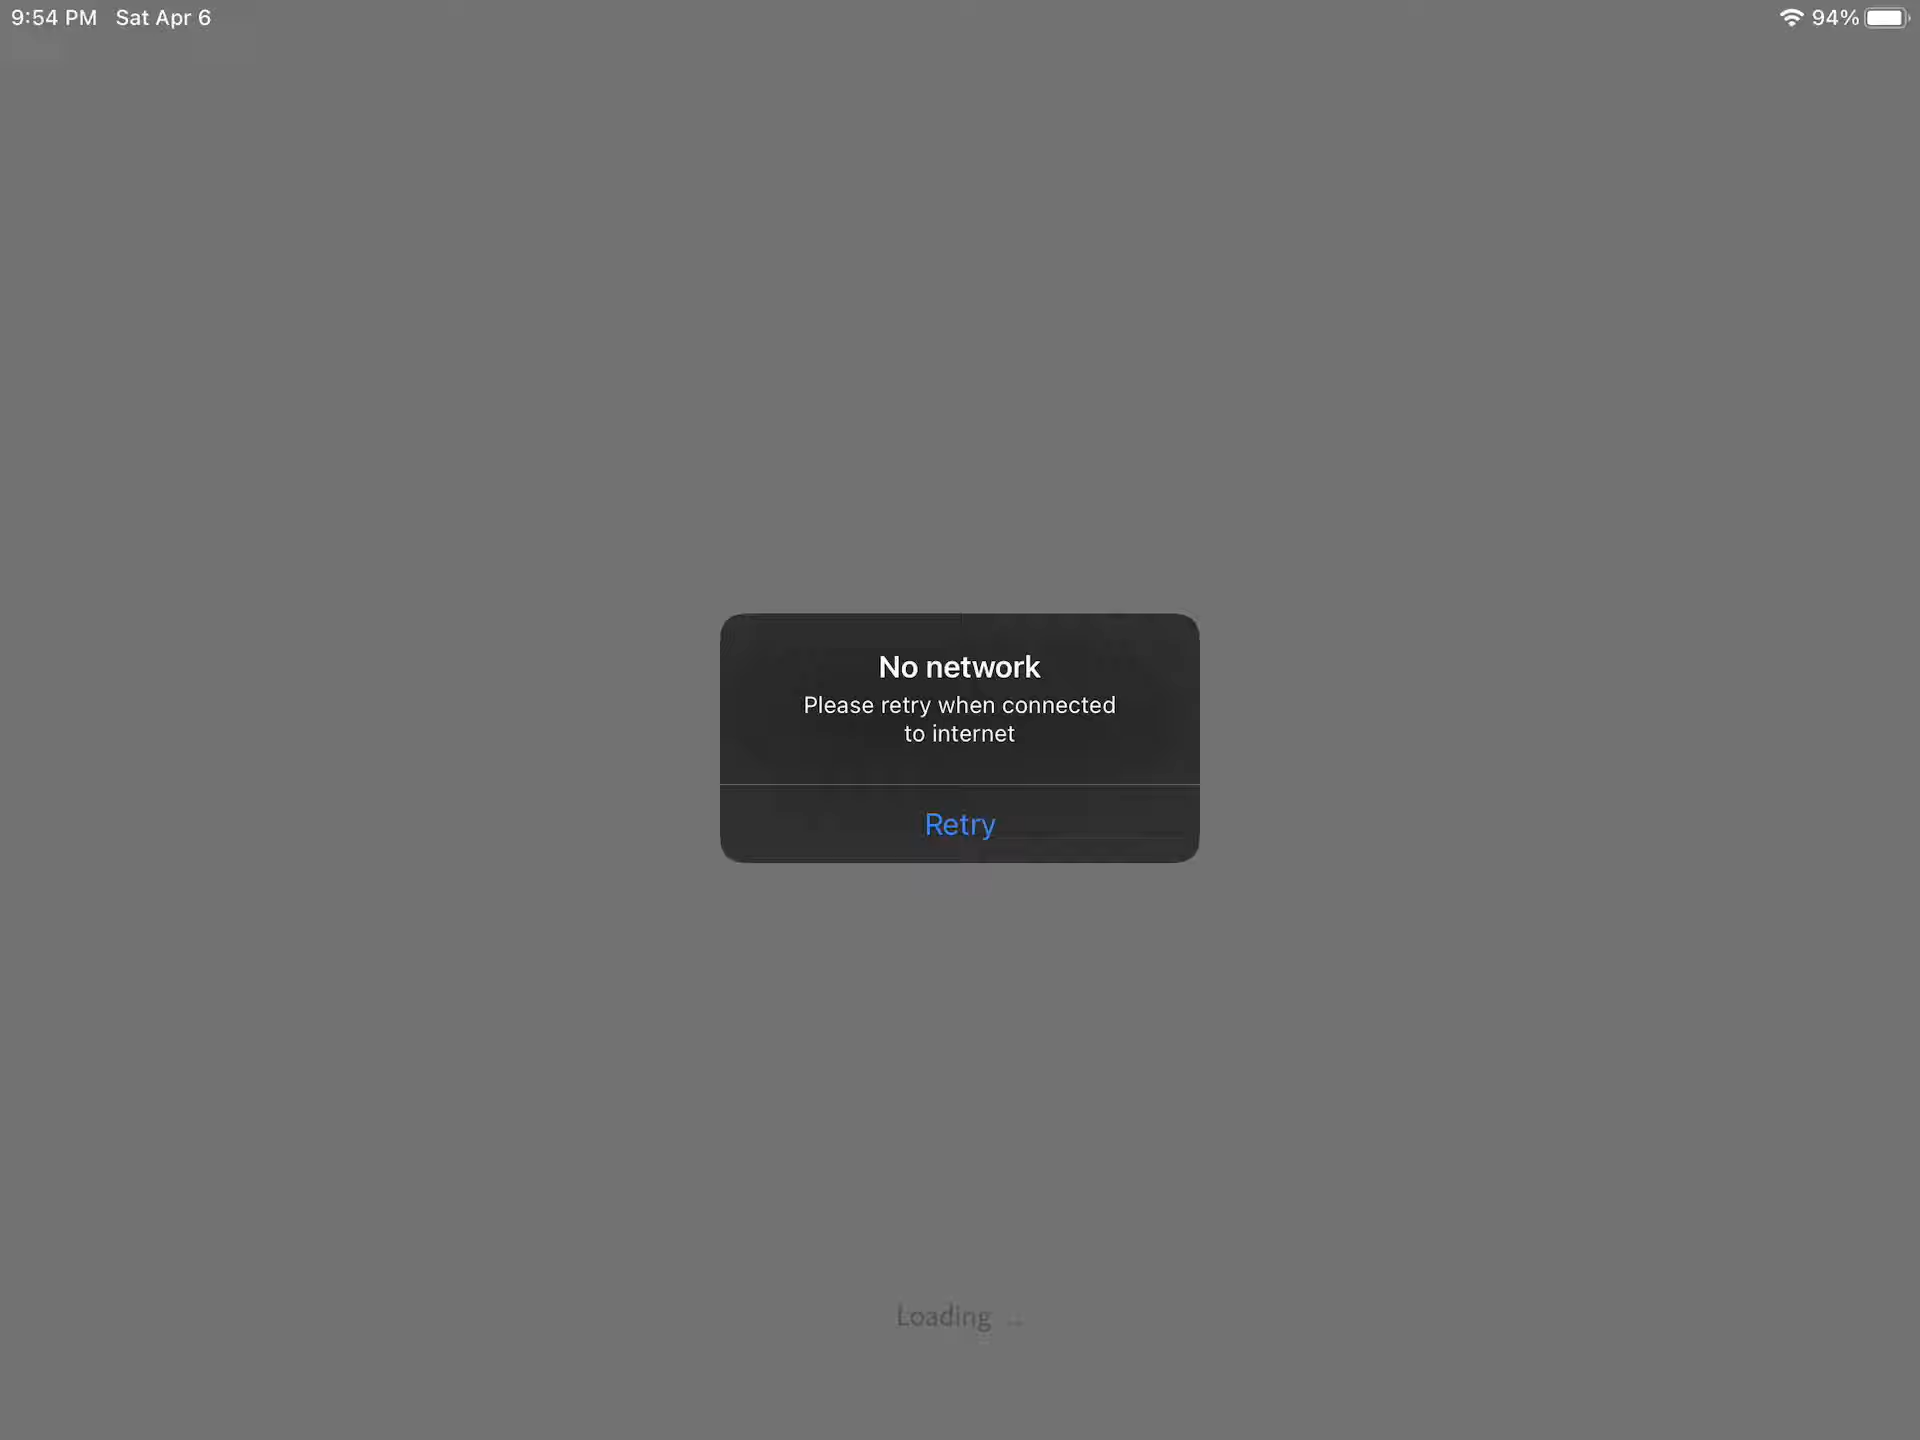 9:54 PM Sat Apr 6 94%
No network
Please retry when connected
to internet
Retry
Loading ...